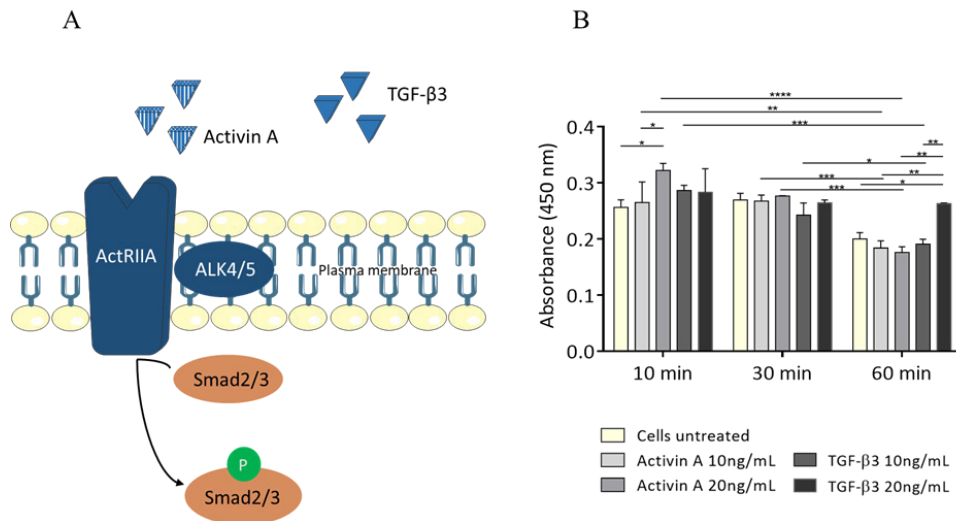 A
B
TGF-β3
Activin A
ActRIIA
ALK4/5
Plasma membrane
Smad2/3
P
Smad2/3
****
**
*
***
*
*
**
**
***
**
*
***
Absorbance (450 nm)
0.4
0.3
0.2
0.1
0.0
10 min
30 min
60 min
Cells untreated
Activin A 10ng/mL
TGF-β3 10ng/mL
Activin A 20ng/mL
TGF-β3 20ng/mL